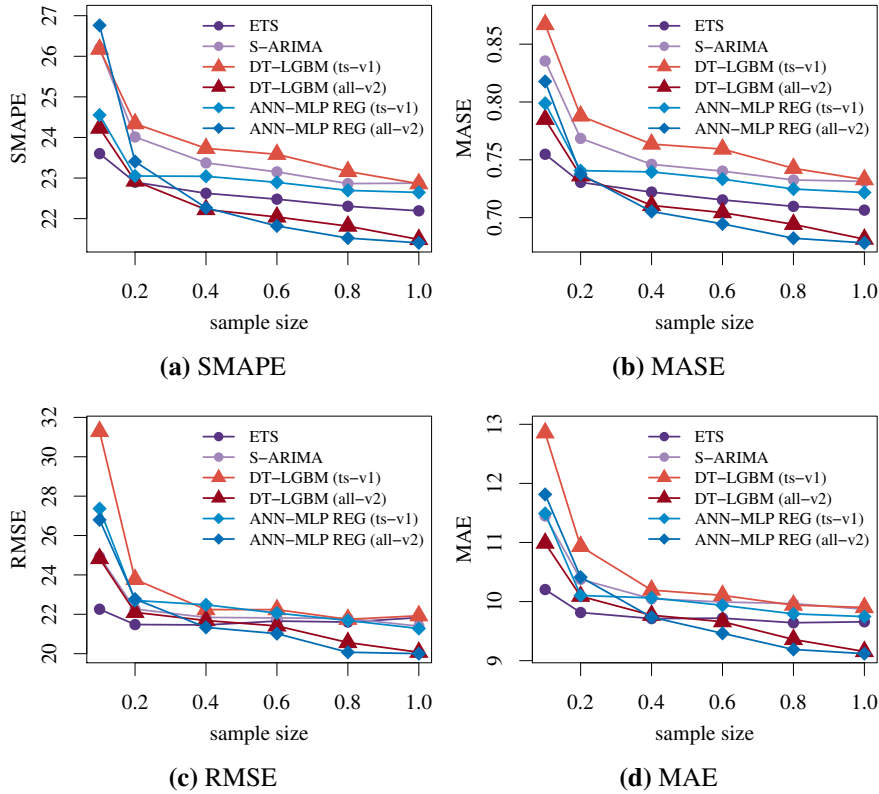 SMAPE
22 23 24 25 26 27
ETS
S−ARIMA
DT−LGBM (ts−v1)
DT−LGBM (all−v2)
ANN−MLP REG (ts−v1)
ANN−MLP REG (all−v2)
0.2 0.4 0.6 0.8 1.0
sample size
(a) SMAPE
MASE
0.70 0.75 0.80 0.85
ETS
S−ARIMA
DT−LGBM (ts−v1)
DT−LGBM (all−v2)
ANN−MLP REG (ts−v1)
ANN−MLP REG (all−v2)
0.2 0.4 0.6 0.8 1.0
sample size
(b) MASE
RMSE
20 22 24 26 28 30 32
ETS
S−ARIMA
DT−LGBM (ts−v1)
DT−LGBM (all−v2)
ANN−MLP REG (ts−v1)
ANN−MLP REG (all−v2)
0.2 0.4 0.6 0.8 1.0
sample size
(c) RMSE
MAE
9 10 11 12 13
ETS
S−ARIMA
DT−LGBM (ts−v1)
DT−LGBM (all−v2)
ANN−MLP REG (ts−v1)
ANN−MLP REG (all−v2)
0.2 0.4 0.6 0.8 1.0
sample size
(d) MAE